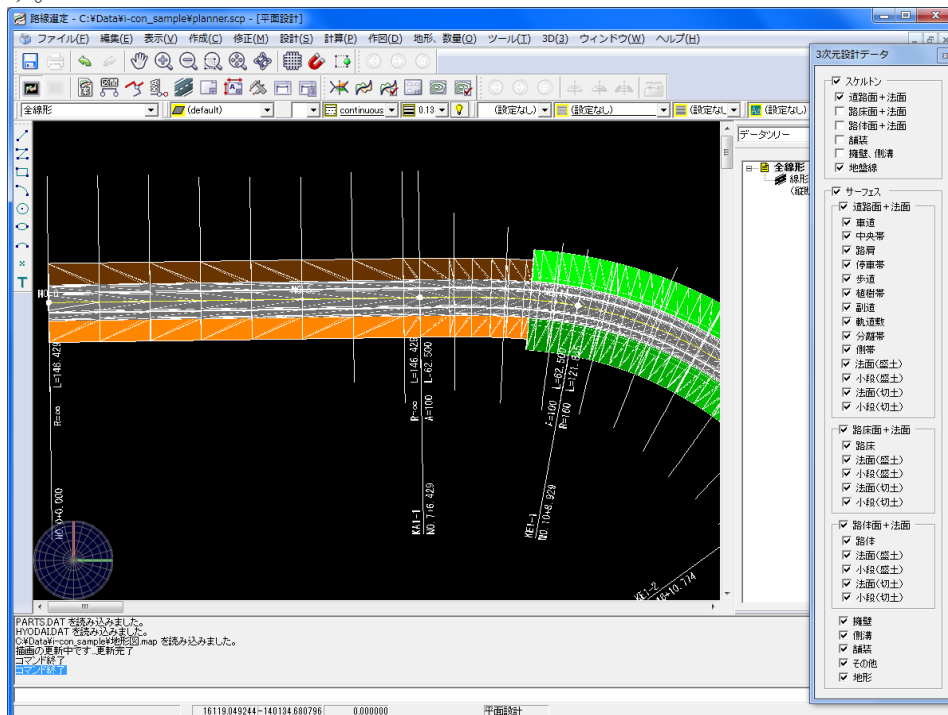 路線選定 - C:¥Data¥i-con_sample¥planner.scp - [平面設計]
ファイル(F) 編集(E) 表示(V) 作成(C) 修正(M) 設計(S) 計算(P) 作図(D) 地形、数量(O) ツール(T) 3D(3) ウィンドウ(W) ヘルプ(H)
全線形 (default) continuous 0.13 (設定なし) (設定なし) (設定なし) (設定なし)
データツリー
全線形
線形
(縦断
R=∞ L=146.429
NO.0+0.000
R=∞ L=146.429
A=100 L=62.500
KA1-1
NO.7+6.429
A=100 L=62.500
R=160
KE1-1
NO.10+8.929
KE1-2
3次元設計データ
スケルトン
道路面+法面
路床面+法面
路体面+法面
舗装
擁壁、側溝
地盤線
サーフェス
道路面+法面
車道
中央帯
路肩
停車帯
歩道
植樹帯
副道
軌道敷
分離帯
側帯
法面(盛土)
小段(盛土)
法面(切土)
小段(切土)
路床面+法面
路床
法面(盛土)
小段(盛土)
法面(切土)
小段(切土)
路体面+法面
路体
法面(盛土)
小段(盛土)
法面(切土)
小段(切土)
擁壁
側溝
舗装
その他
地形
PARTS.DAT を読み込みました。
HYODAI.DAT を読み込みました。
C:¥Data¥i-con_sample¥地形図.map を読み込みました。
描画の更新中です...更新完了
コマンド終了
コマンド終了
16119.049244 -140134.680796 0.000000 平面設計